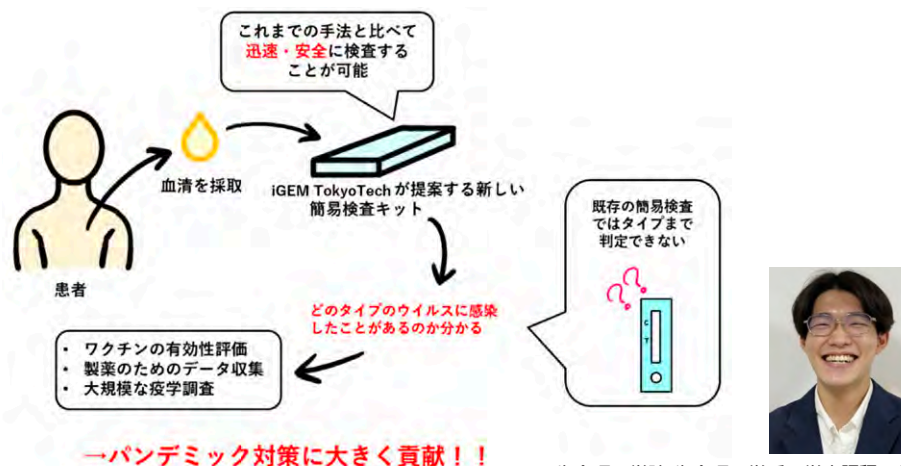 これまでの手法と比べて
迅速・安全に検査する
ことが可能
血清を採取
iGEM TokyoTechが提案する新しい
簡易検査キット
患者
既存の簡易検査
ではタイプまで
判定できない
??
C
T
どのタイプのウイルスに感染
したことがあるのか分かる
• ワクチンの有効性評価
• 製薬のためのデータ収集
• 大規模な疫学調査
→パンデミック対策に大きく貢献！！